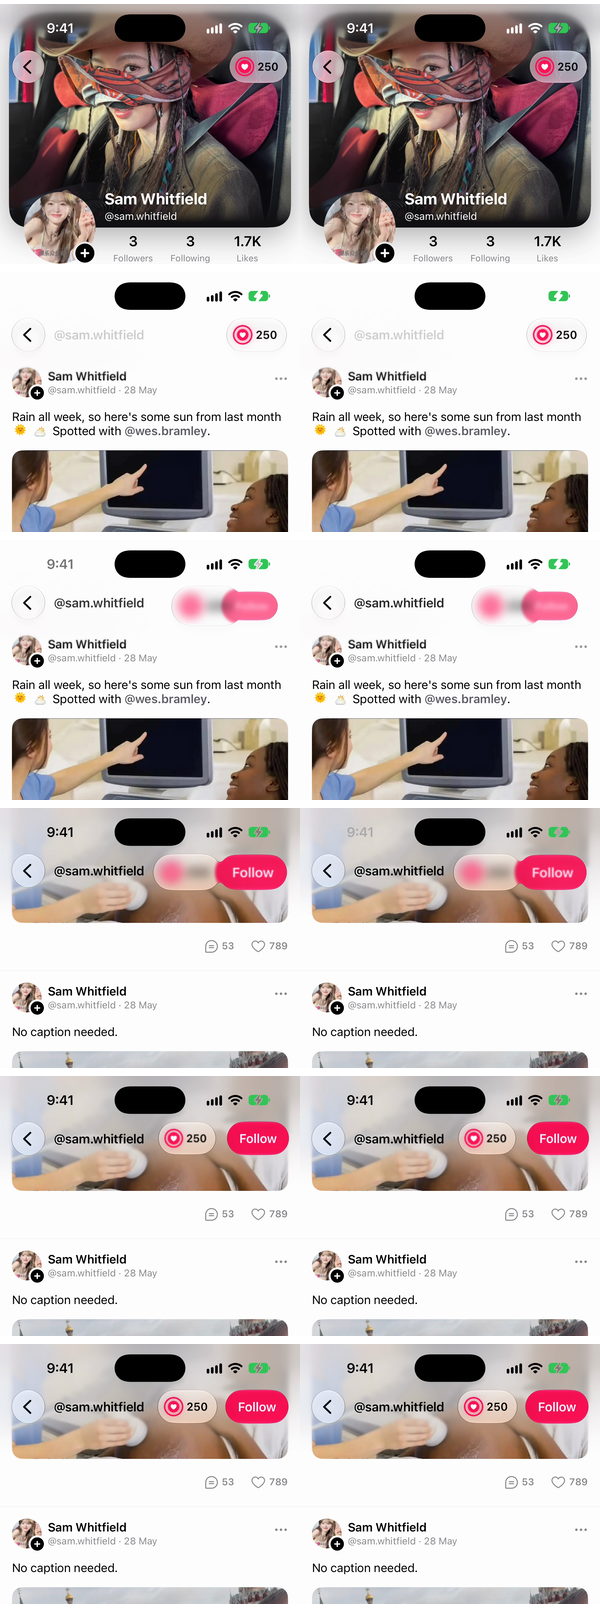 9:41
250
Sam Whitfield
@sam.whitfield
3 3 1.7K
Followers Following Likes
9:41
250
Sam Whitfield
@sam.whitfield
3 3 1.7K
Followers Following Likes
@sam.whitfield 250
Sam Whitfield
@sam.whitfield · 28 May
Rain all week, so here's some sun from last month
🌞 ⛅ Spotted with @wes.bramley.
@sam.whitfield 250
Sam Whitfield
@sam.whitfield · 28 May
Rain all week, so here's some sun from last month
🌞 ⛅ Spotted with @wes.bramley.
9:41
@sam.whitfield Follow
Sam Whitfield
@sam.whitfield · 28 May
Rain all week, so here's some sun from last month
🌞 ⛅ Spotted with @wes.bramley.
@sam.whitfield Follow
Sam Whitfield
@sam.whitfield · 28 May
Rain all week, so here's some sun from last month
🌞 ⛅ Spotted with @wes.bramley.
9:41
@sam.whitfield Follow
53 789
Sam Whitfield
@sam.whitfield · 28 May
No caption needed.
9:41
@sam.whitfield Follow
53 789
Sam Whitfield
@sam.whitfield · 28 May
No caption needed.
9:41
@sam.whitfield 250 Follow
53 789
Sam Whitfield
@sam.whitfield · 28 May
No caption needed.
9:41
@sam.whitfield 250 Follow
53 789
Sam Whitfield
@sam.whitfield · 28 May
No caption needed.
9:41
@sam.whitfield 250 Follow
53 789
Sam Whitfield
@sam.whitfield · 28 May
No caption needed.
9:41
@sam.whitfield 250 Follow
53 789
Sam Whitfield
@sam.whitfield · 28 May
No caption needed.